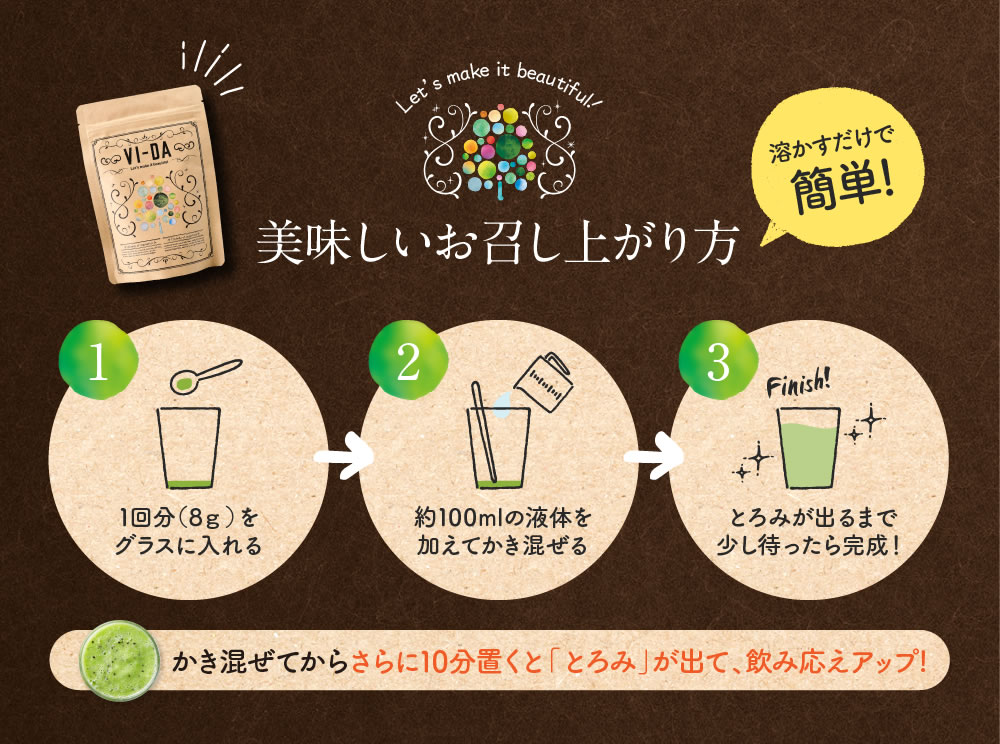 Let's make it beautiful!
VI-DA
Let's make it beautiful
溶かすだけで
簡単!
美味しいお召し上がり方
1
1回分(8g)を
グラスに入れる
2
約100mlの液体を
加えてかき混ぜる
3
Finish!
とろみが出るまで
少し待ったら完成!
かき混ぜてからさらに10分置くと「とろみ」が出て、飲み応えアップ!